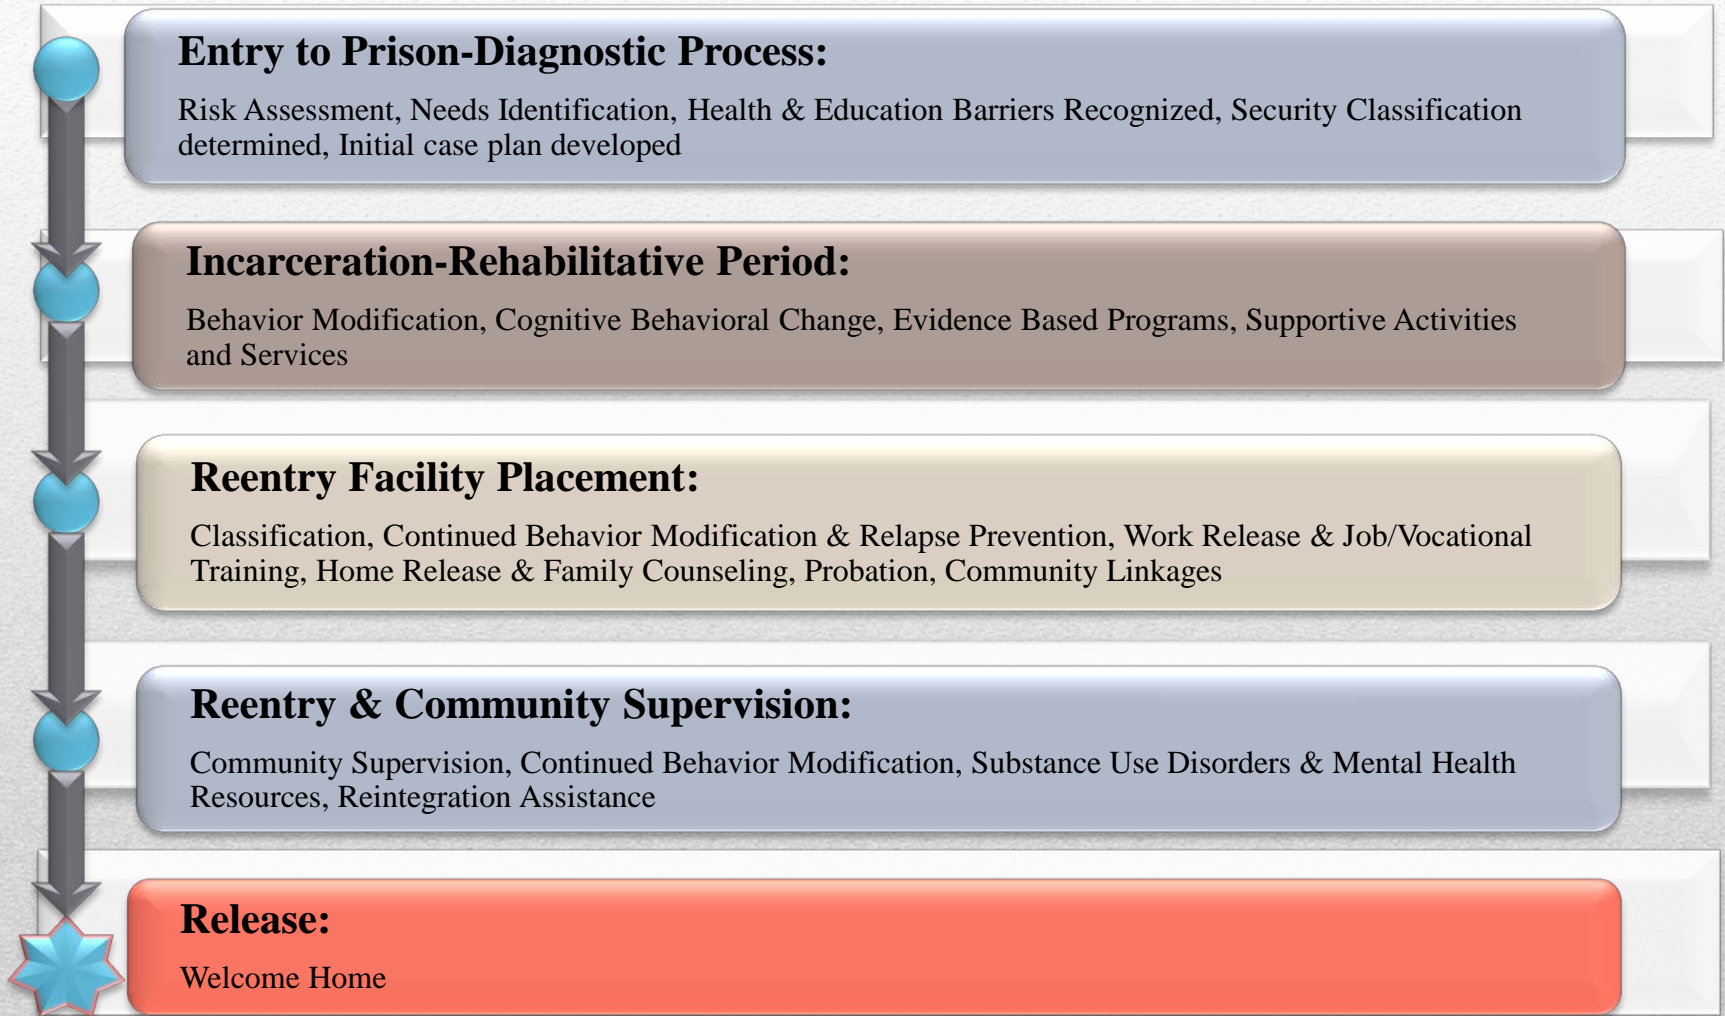 Entry to Prison-Diagnostic Process:
Risk Assessment, Needs Identification, Health & Education Barriers Recognized, Security Classification
determined, Initial case plan developed
Incarceration-Rehabilitative Period:
Behavior Modification, Cognitive Behavioral Change, Evidence Based Programs, Supportive Activities
and Services
Reentry Facility Placement:
Classification, Continued Behavior Modification & Relapse Prevention, Work Release & Job/Vocational
Training, Home Release & Family Counseling, Probation, Community Linkages
Reentry & Community Supervision:
Community Supervision, Continued Behavior Modification, Substance Use Disorders & Mental Health
Resources, Reintegration Assistance
Release:
Welcome Home